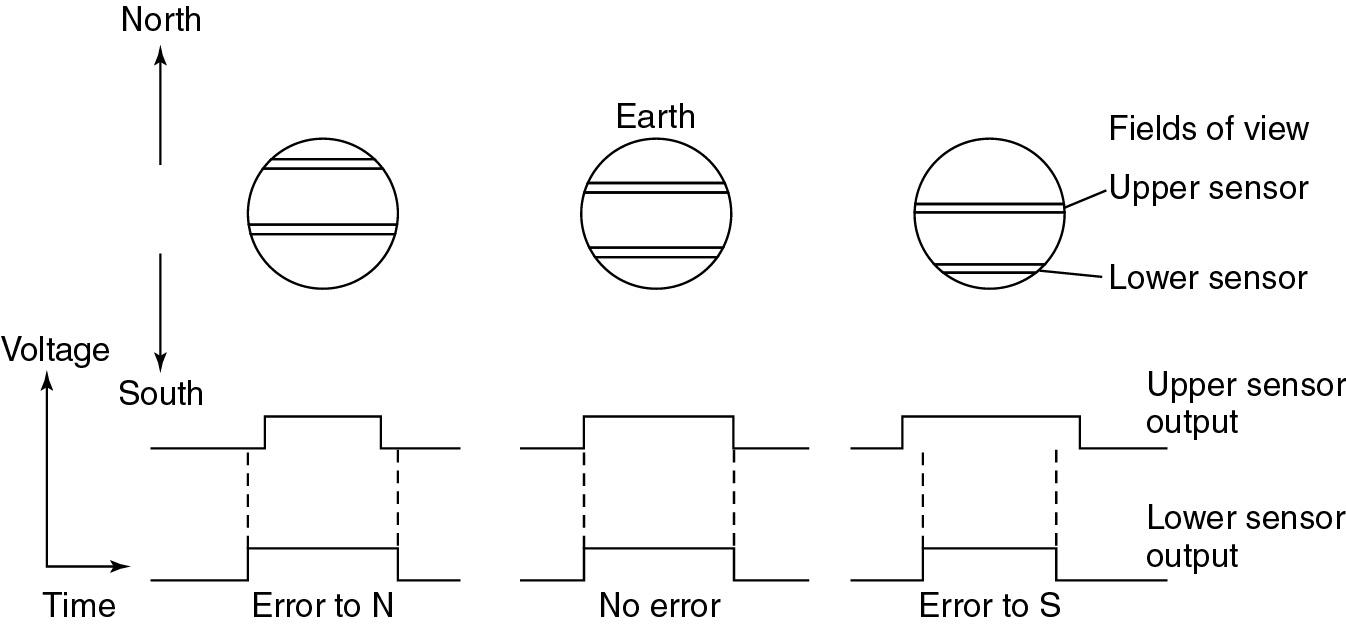 North
Earth
Fields of view
Upper sensor
Lower sensor
Voltage
South
Upper sensor
output
Lower sensor
output
Time
Error to N
No error
Error to S